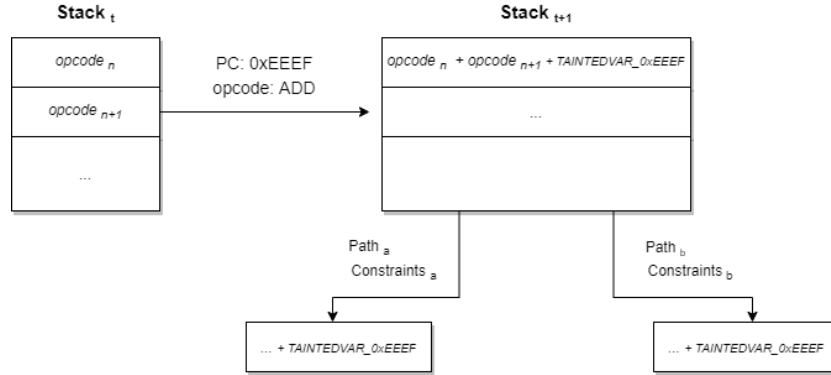 Stack t
Stack t+1
opcode n
PC: 0xEEEF
opcode: ADD
opcode n + opcode n+1 + TAINTEDVAR_0xEEEF
opcode n+1
...
...
Path a
Constraints a
Path b
Constraints b
... + TAINTEDVAR_0xEEEF
... + TAINTEDVAR_0xEEEF